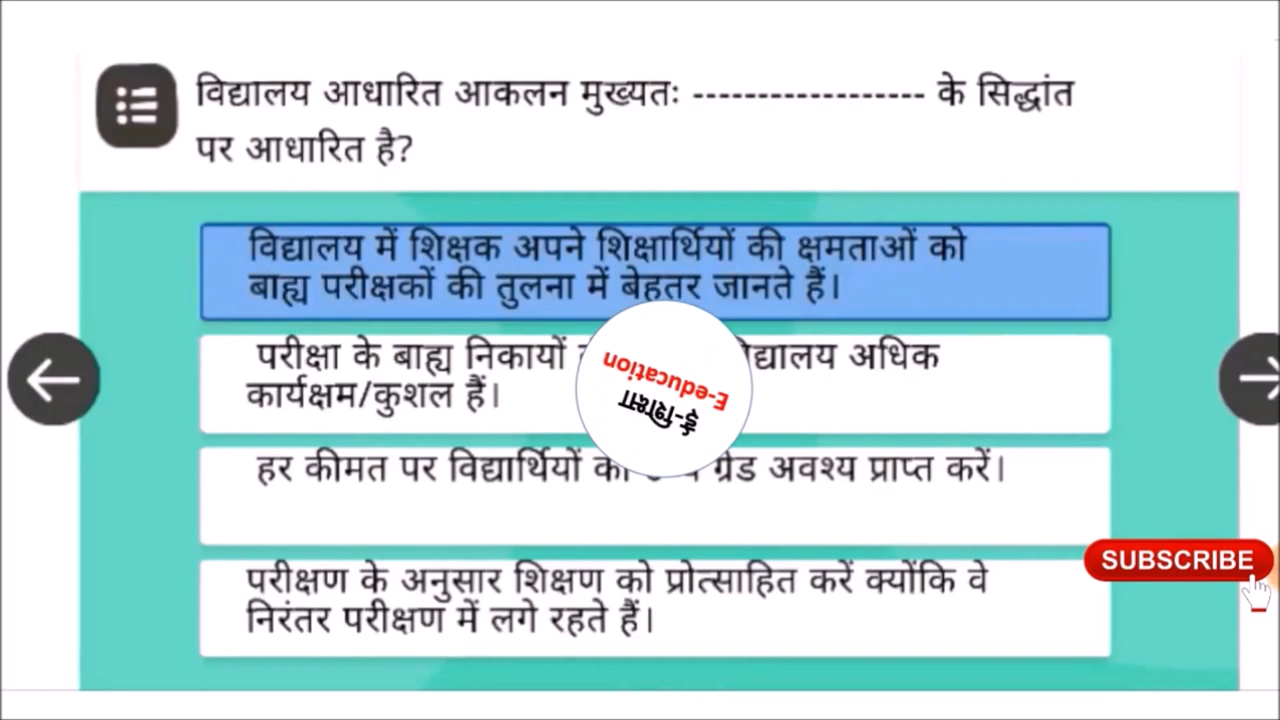 विद्यालय आधारित आकलन मुख्यतः ------------------ के सिद्धांत
पर आधारित है?
विद्यालय में शिक्षक अपने शिक्षार्थियों की क्षमताओं को
बाह्य परीक्षकों की तुलना में बेहतर जानते हैं।
परीक्षा के बाह्य निकायों अधिक
कार्यक्षम/कुशल हैं।
E-education
ई-शिक्षा
हर कीमत पर विद्यार्थियों ग्रेड अवश्य प्राप्त करें।
SUBSCRIBE
परीक्षण के अनुसार शिक्षण को प्रोत्साहित करें क्योंकि वे
निरंतर परीक्षण में लगे रहते हैं।